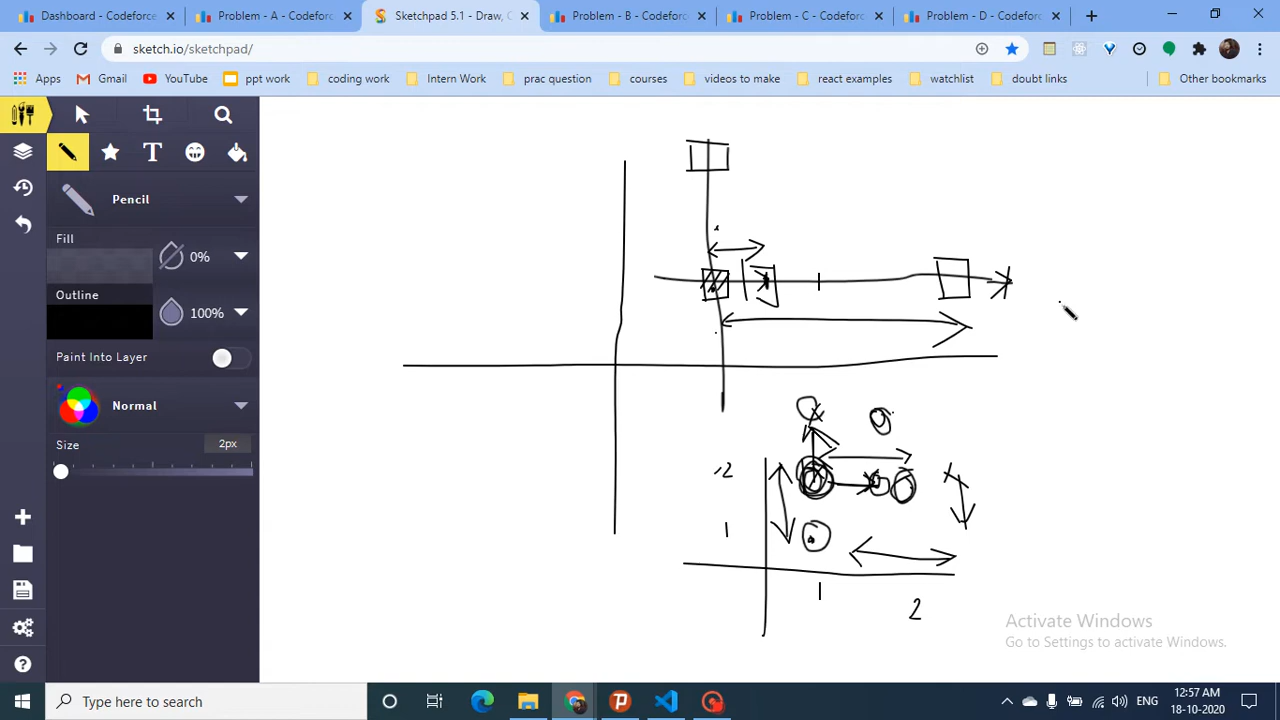 Dashboard - Codeforce
Problem - A - Codeforc
Sketchpad 5.1 - Draw, C
Problem - B - Codeforc
Problem - C - Codeforc
Problem - D - Codeforc
sketch.io/sketchpad/
Apps
Gmail
YouTube
ppt work
coding work
Intern Work
prac question
courses
videos to make
react examples
watchlist
doubt links
Other bookmarks
Pencil
Fill
0%
Outline
100%
Paint Into Layer
Normal
Size
2px
2
1
1
2
Activate Windows
Go to Settings to activate Windows.
Type here to search
ENG
12:57 AM
18-10-2020